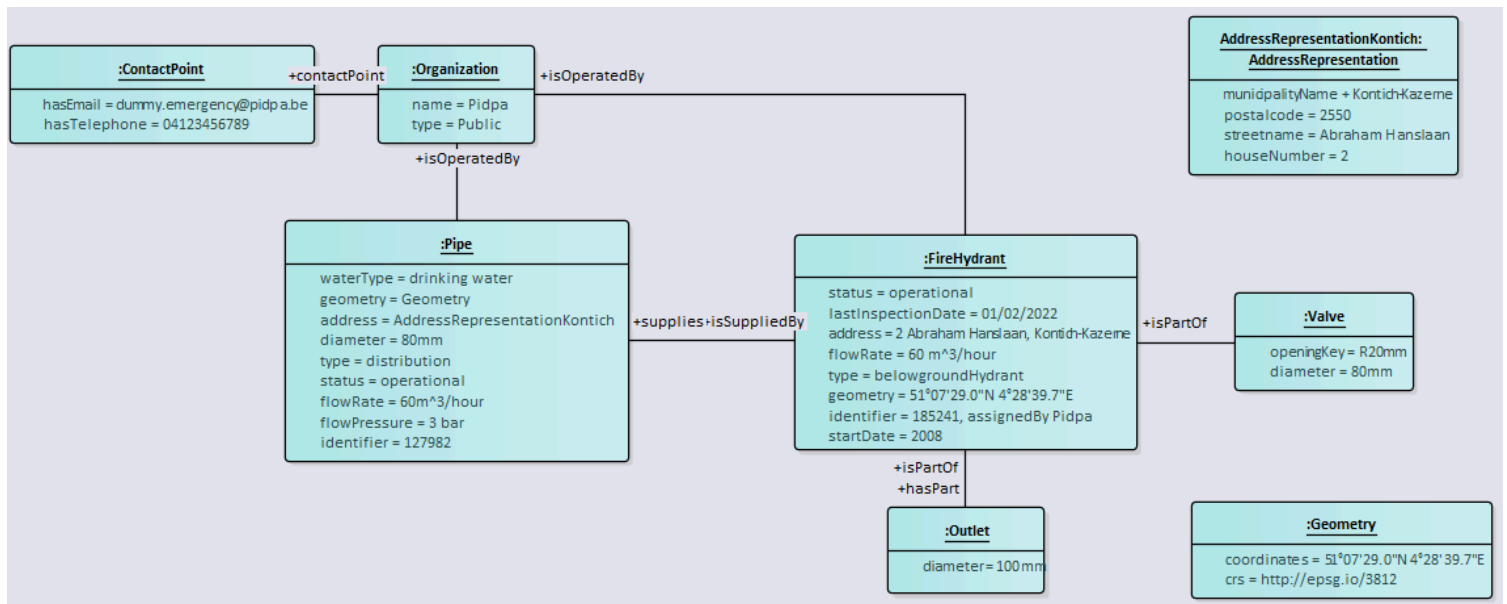 :ContactPoint
hasEmail = dummy.emergency@pidpa.be
hasTelephone = 04123456789
+contactPoint
:Organization
name = Pidpa
type = Public
+isOperatedBy
+isOperatedBy
AddressRepresentationKontich:
AddressRepresentation
municipalityName + Kontich-Kazerne
postalcode = 2550
streetname = Abraham Hanslaan
houseNumber = 2
:Pipe
waterType = drinking water
geometry = Geometry
address = AddressRepresentationKontich
diameter = 80mm
type = distribution
status = operational
flowRate = 60m^3/hour
flowPressure = 3 bar
identifier = 127982
+supplies
+isSuppliedBy
:FireHydrant
status = operational
lastInspectionDate = 01/02/2022
address = 2 Abraham Hanslaan, Kontich-Kazerne
flowRate = 60 m^3/hour
type = belowgroundHydrant
geometry = 51°07'29.0"N 4°28'39.7"E
identifier = 185241, assignedBy Pidpa
startDate = 2008
+isPartOf
:Valve
openingKey = R20mm
diameter = 80mm
+isPartOf
+hasPart
:Outlet
diameter= 100 mm
:Geometry
coordinates = 51°07'29.0"N 4°28'39.7"E
crs = http://epsg.io/3812